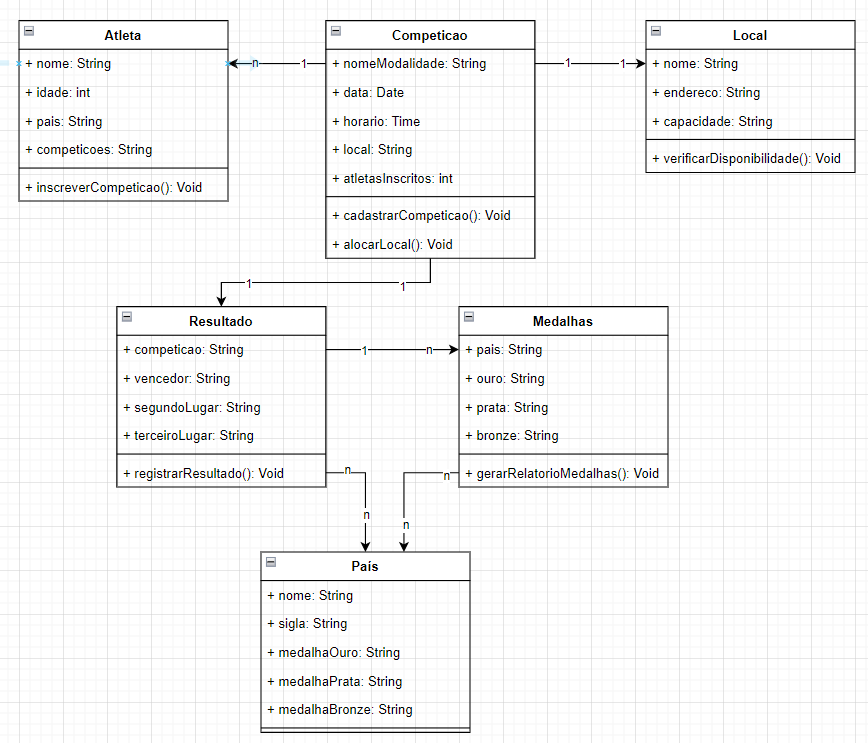 Atleta
+ nome: String
+ idade: int
+ pais: String
+ competicoes: String
+ inscreverCompeticao(): Void
n
1
Competicao
+ nomeModalidade: String
+ data: Date
+ horario: Time
+ local: String
+ atletasInscritos: int
+ cadastrarCompeticao(): Void
+ alocarLocal(): Void
1
1
Local
+ nome: String
+ endereco: String
+ capacidade: String
+ verificarDisponibilidade(): Void
1
1
Resultado
+ competicao: String
+ vencedor: String
+ segundoLugar: String
+ terceiroLugar: String
+ registrarResultado(): Void
1
n
Medalhas
+ pais: String
+ ouro: String
+ prata: String
+ bronze: String
+ gerarRelatorioMedalhas(): Void
n
n
n
n
País
+ nome: String
+ sigla: String
+ medalhaOuro: String
+ medalhaPrata: String
+ medalhaBronze: String